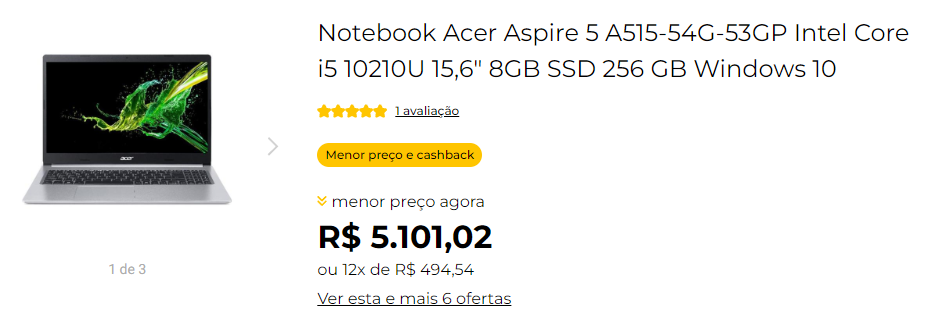 Notebook Acer Aspire 5 A515-54G-53GP Intel Core
i5 10210U 15,6" 8GB SSD 256 GB Windows 10
1 avaliação
Menor preço e cashback
menor preço agora
R$ 5.101,02
ou 12x de R$ 494,54
Ver esta e mais 6 ofertas
acer
1 de 3